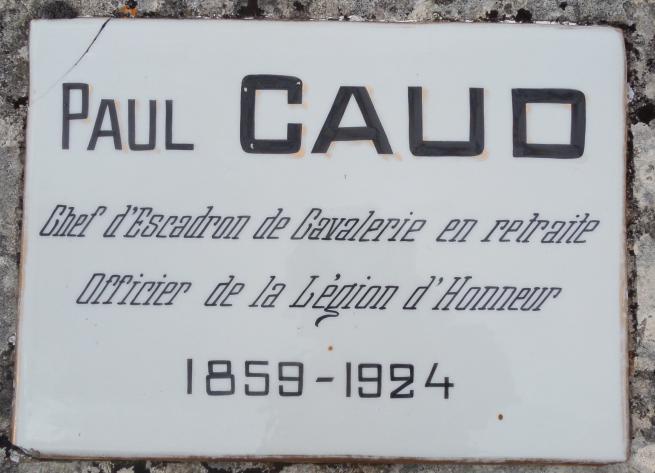 PAUL CAUD
Chef d'Escadron de Cavalerie en retraite
Officier de la Légion d'Honneur
1859-1924